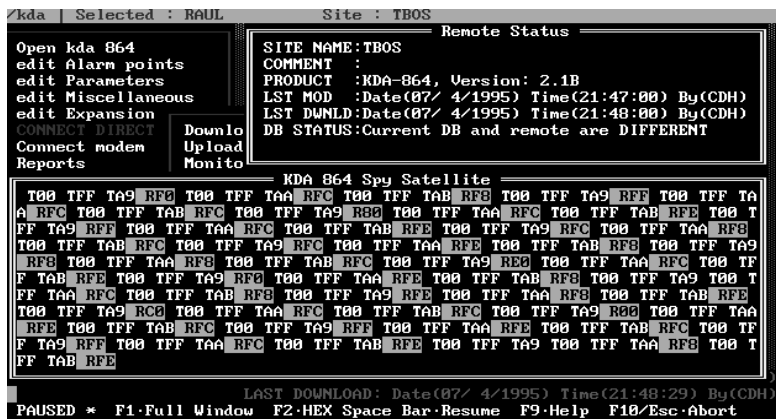 /kda | Selected : RAUL Site : TBOS
Open kda 864
edit Alarm points
edit Parameters
edit Miscellaneous
edit Expansion
CONNECT DIRECT
Connect modem
Reports
Downlo
Upload
Monito
Remote Status
SITE NAME:TBOS
COMMENT :
PRODUCT :KDA-864, Version: 2.1B
LST MOD :Date(07/ 4/1995) Time(21:47:00) By(CDH)
LST DWNLD:Date(07/ 4/1995) Time(21:48:00) By(CDH)
DB STATUS:Current DB and remote are DIFFERENT
KDA 864 Spy Satellite
T00 TFF TA9 RF0 T00 TFF TAA RFC T00 TFF TAB RF8 T00 TFF TA9 RFF T00 TFF TA
A RFC T00 TFF TAB RFC T00 TFF TA9 R80 T00 TFF TAA RFC T00 TFF TAB RFE T00 T
FF TA9 RFF T00 TFF TAA RFC T00 TFF TAB RFE T00 TFF TA9 RFC T00 TFF TAA RF8
T00 TFF TAB RFC T00 TFF TA9 RFC T00 TFF TAA RFE T00 TFF TAB RF8 T00 TFF TA9
RF8 T00 TFF TAA RF8 T00 TFF TAB RFC T00 TFF TA9 RE0 T00 TFF TAA RFC T00 TF
F TAB RFE T00 TFF TA9 RF0 T00 TFF TAA RFE T00 TFF TAB RF8 T00 TFF TA9 T00 T
FF TAA RFC T00 TFF TAB RF8 T00 TFF TA9 RFE T00 TFF TAA RF8 T00 TFF TAB RFE
T00 TFF TA9 RC0 T00 TFF TAA RFC T00 TFF TAB RFC T00 TFF TA9 R00 T00 TFF TAA
RFE T00 TFF TAB RFC T00 TFF TA9 RFF T00 TFF TAA RFE T00 TFF TAB RFC T00 TF
F TA9 RFF T00 TFF TAA RFC T00 TFF TAB RFE T00 TFF TA9 RFF T00 TFF TAA RF8 T00 T
FF TAB RFE
LAST DOWNLOAD: Date(07/ 4/1995) Time(21:48:29) By(CDH)
PAUSED * F1·Full Window F2·HEX Space Bar·Resume F9·Help F10/Esc·Abort